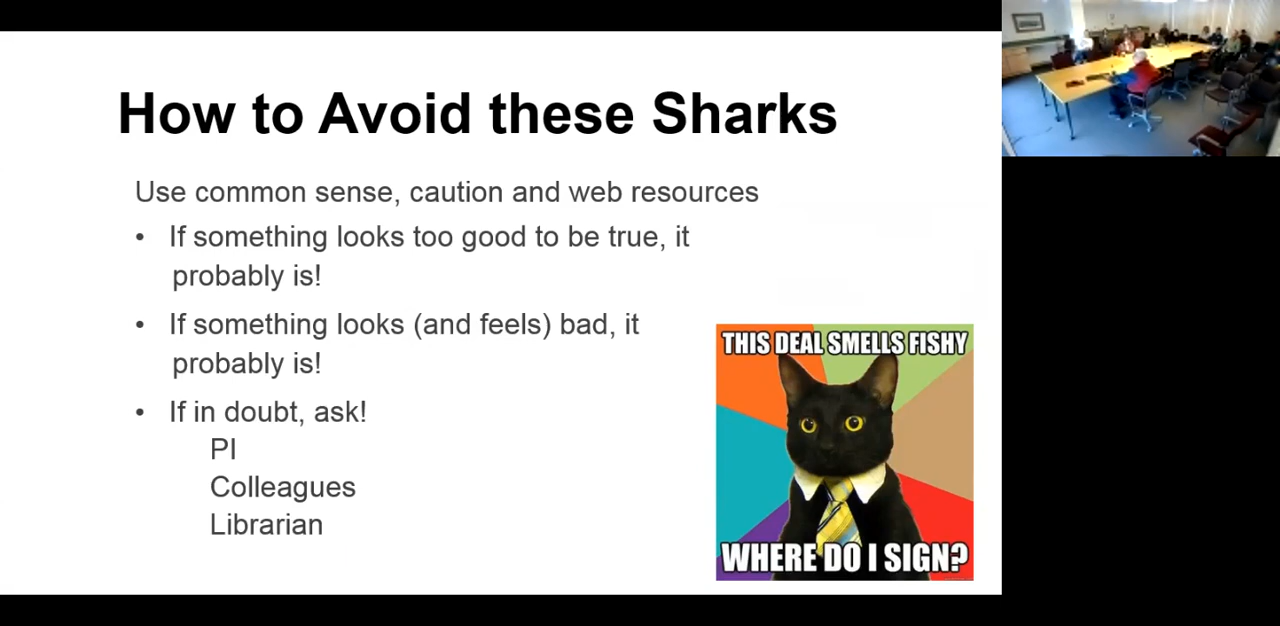 How to Avoid these Sharks
Use common sense, caution and web resources
• If something looks too good to be true, it
probably is!
• If something looks (and feels) bad, it
probably is!
• If in doubt, ask!
PI
Colleagues
Librarian
THIS DEAL SMELLS FISHY
WHERE DO I SIGN?